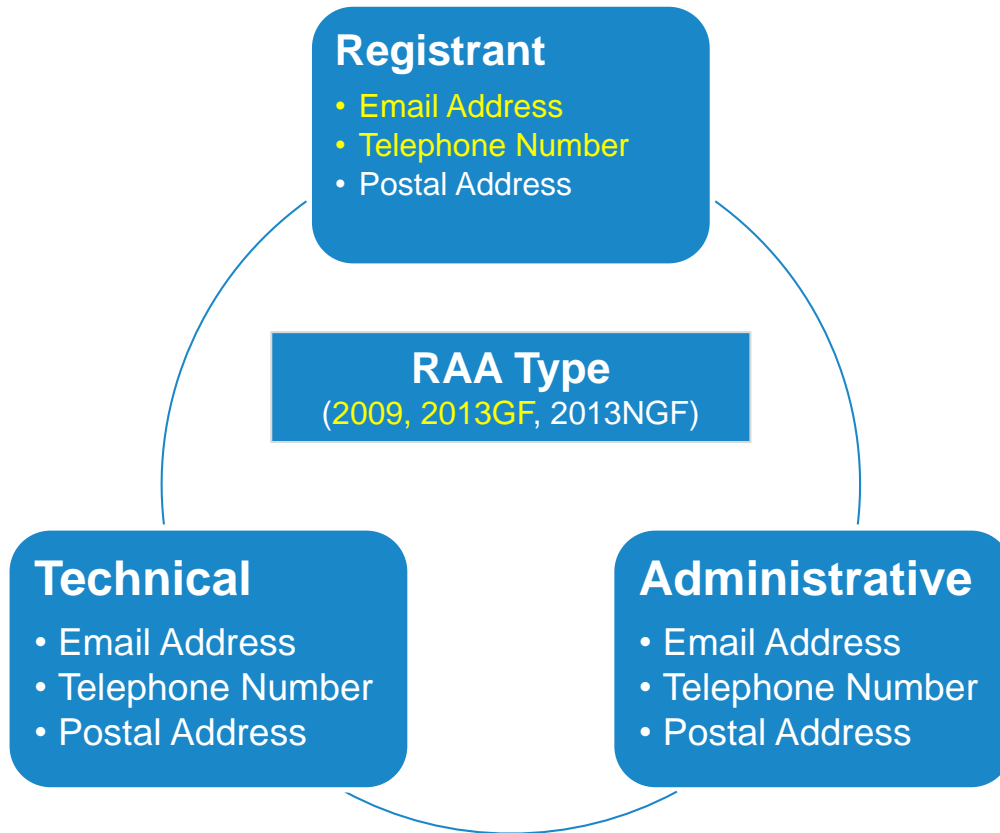 Registrant
• Email Address
• Telephone Number
• Postal Address
RAA Type
(2009, 2013GF, 2013NGF)
Technical
• Email Address
• Telephone Number
• Postal Address
Administrative
• Email Address
• Telephone Number
• Postal Address